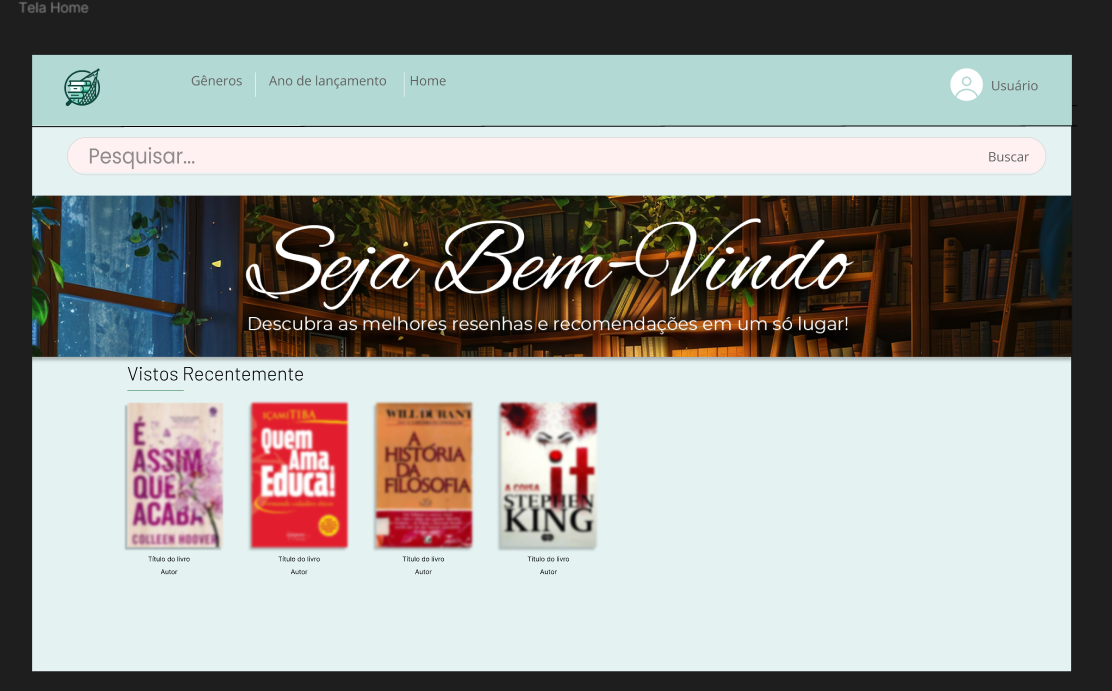 Tela Home
Gêneros
Ano de lançamento
Home
Usuário
Pesquisar...
Buscar
Seja Bem-Vindo
Descubra as melhores resenhas e recomendações em um só lugar!
Vistos Recentemente
É
ASSIM
QUE
ACABA
COLLEEN HOOVER
IÇAMI TIBA
Quem
Ama,
Educa!
WILL DURANT
A
HISTÓRIA
DA
FILOSOFIA
it
A COISA
STEPHEN
KING
Título do livro
Autor
Título do livro
Autor
Título do livro
Autor
Título do livro
Autor